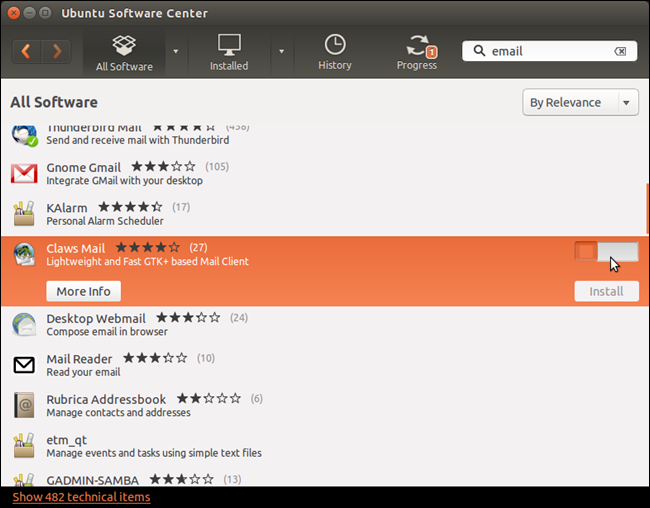 Ubuntu Software Center
All Software
Installed
History
Progress
1
email
All Software
By Relevance
Thunderbird Mail (438)
Send and receive mail with Thunderbird
Gnome Gmail (105)
Integrate GMail with your desktop
KAlarm (17)
Personal Alarm Scheduler
Claws Mail (27)
Lightweight and Fast GTK+ based Mail Client
More Info
Install
Desktop Webmail (24)
Compose email in browser
Mail Reader (10)
Read your email
Rubrica Addressbook (6)
Manage contacts and addresses
etm_qt
Manage events and tasks using simple text files
GADMIN-SAMBA (13)
Show 482 technical items